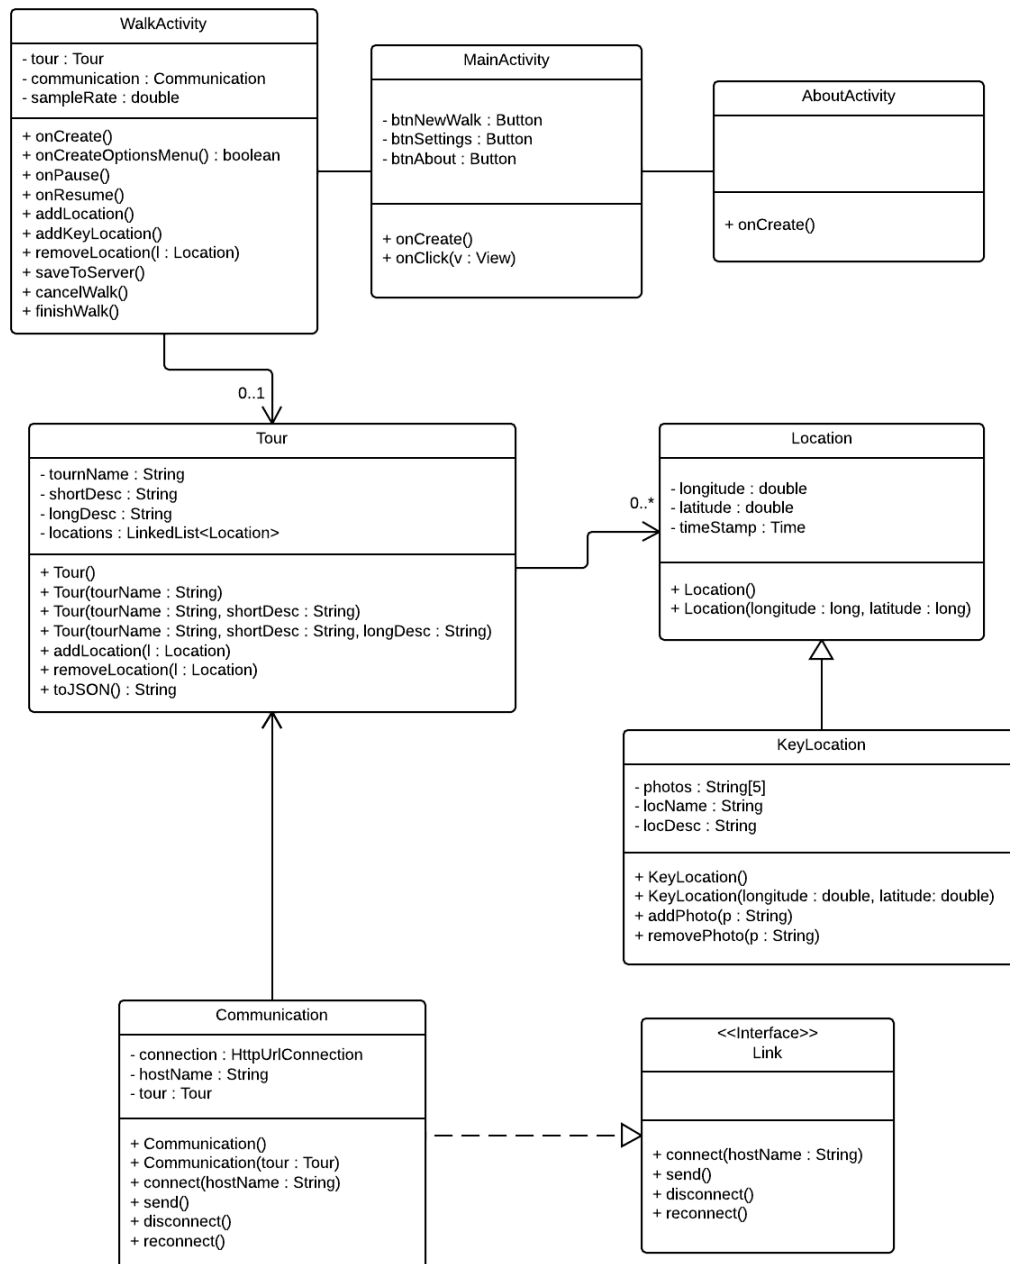 WalkActivity
- tour : Tour
- communication : Communication
- sampleRate : double
+ onCreate()
+ onCreateOptionsMenu() : boolean
+ onPause()
+ onResume()
+ addLocation()
+ addKeyLocation()
+ removeLocation(l : Location)
+ saveToServer()
+ cancelWalk()
+ finishWalk()
MainActivity
- btnNewWalk : Button
- btnSettings : Button
- btnAbout : Button
+ onCreate()
+ onClick(v : View)
AboutActivity
+ onCreate()
0..1
Tour
- tournName : String
- shortDesc : String
- longDesc : String
- locations : LinkedList<Location>
+ Tour()
+ Tour(tourName : String)
+ Tour(tourName : String, shortDesc : String)
+ Tour(tourName : String, shortDesc : String, longDesc : String)
+ addLocation(l : Location)
+ removeLocation(l : Location)
+ toJSON() : String
0..*
Location
- longitude : double
- latitude : double
- timeStamp : Time
+ Location()
+ Location(longitude : long, latitude : long)
KeyLocation
- photos : String[5]
- locName : String
- locDesc : String
+ KeyLocation()
+ KeyLocation(longitude : double, latitude: double)
+ addPhoto(p : String)
+ removePhoto(p : String)
Communication
- connection : HttpUrlConnection
- hostName : String
- tour : Tour
+ Communication()
+ Communication(tour : Tour)
+ connect(hostName : String)
+ send()
+ disconnect()
+ reconnect()
<<Interface>>
Link
+ connect(hostName : String)
+ send()
+ disconnect()
+ reconnect()